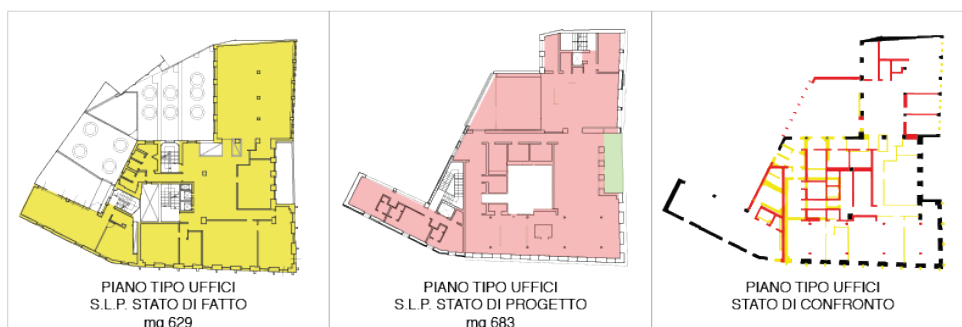 PIANO TIPO UFFICI
S.L.P. STATO DI FATTO
mq 629
PIANO TIPO UFFICI
S.L.P. STATO DI PROGETTO
mq 683
PIANO TIPO UFFICI
STATO DI CONFRONTO